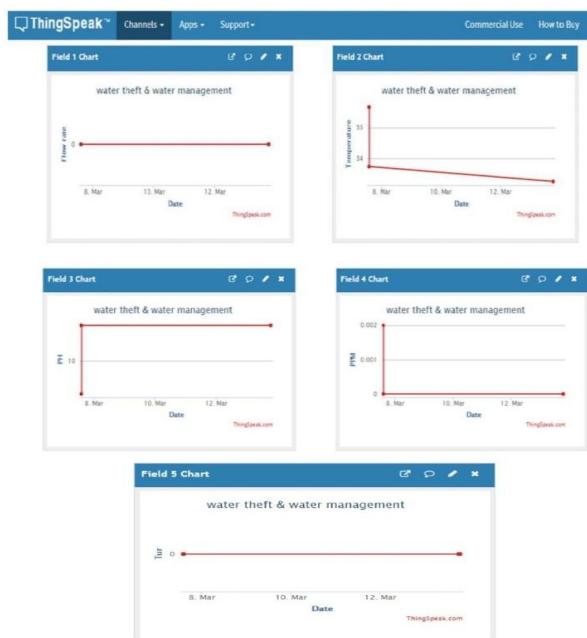 ThingSpeak™ Channels Apps Support Commercial Use How to Buy
Field 1 Chart
water theft & water management
Flow rate
0
8. Mar 10. Mar 12. Mar
Date
ThingSpeak.com
Field 2 Chart
water theft & water management
Temperature
34
8. Mar 10. Mar 12. Mar
Date
ThingSpeak.com
Field 3 Chart
water theft & water management
PH
10
8. Mar 10. Mar 12. Mar
Date
ThingSpeak.com
Field 4 Chart
water theft & water management
PPM
0.002
0.001
0
8. Mar 10. Mar 12. Mar
Date
ThingSpeak.com
Field 5 Chart
water theft & water management
Tur
0
8. Mar 10. Mar 12. Mar
Date
ThingSpeak.com